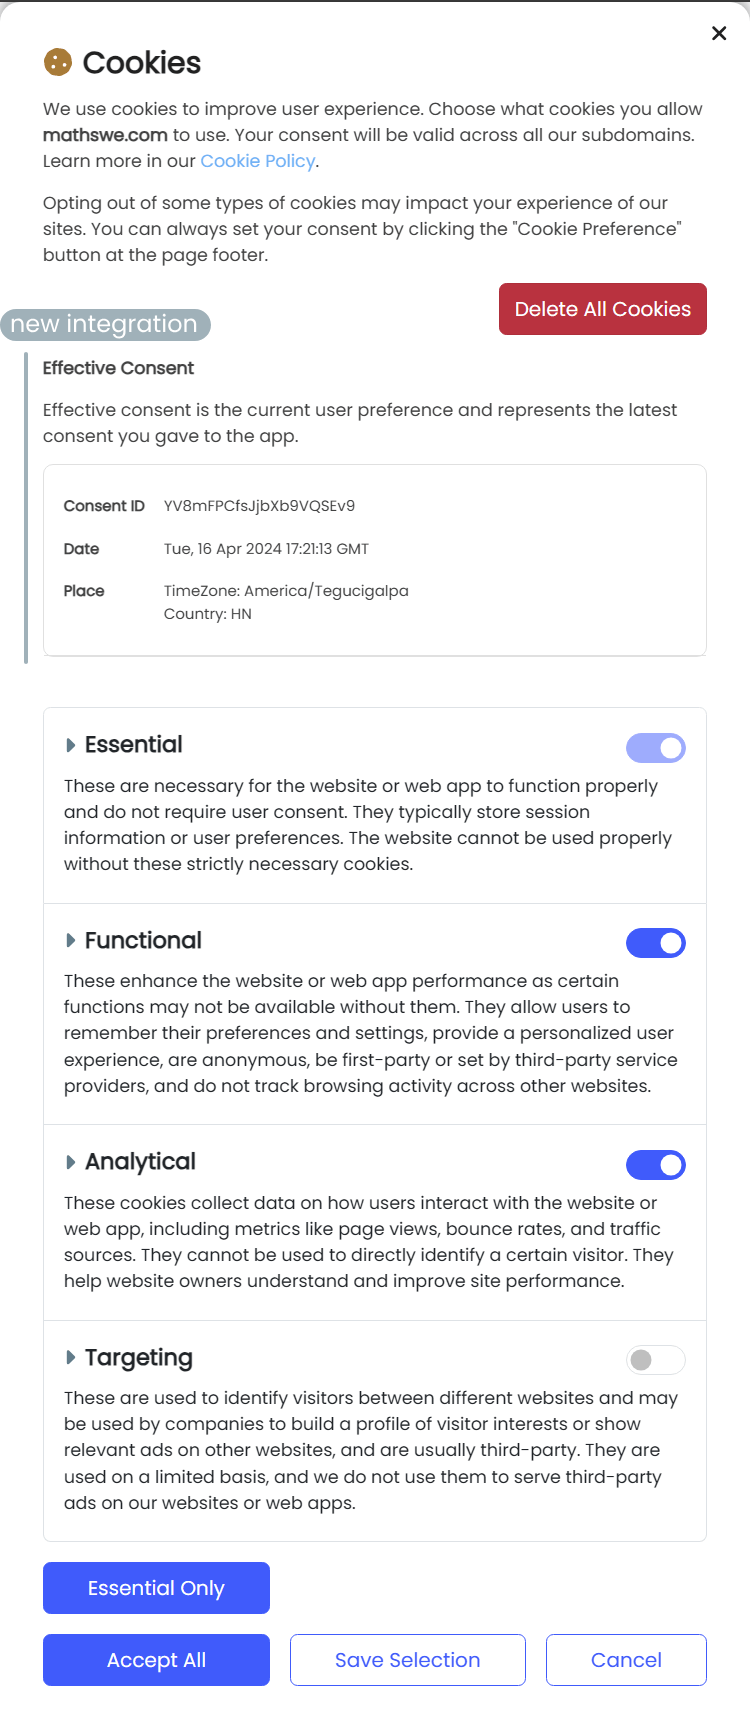 Cookies
We use cookies to improve user experience. Choose what cookies you allow
mathswe.com to use. Your consent will be valid across all our subdomains.
Learn more in our Cookie Policy.
Opting out of some types of cookies may impact your experience of our
sites. You can always set your consent by clicking the "Cookie Preference"
button at the page footer.
Delete All Cookies
new integration
Effective Consent
Effective consent is the current user preference and represents the latest
consent you gave to the app.
Consent ID YV8mFPCfsJjbXb9VQSEv9
Date Tue, 16 Apr 2024 17:21:13 GMT
Place TimeZone: America/Tegucigalpa
Country: HN
Essential
These are necessary for the website or web app to function properly
and do not require user consent. They typically store session
information or user preferences. The website cannot be used properly
without these strictly necessary cookies.
Functional
These enhance the website or web app performance as certain
functions may not be available without them. They allow users to
remember their preferences and settings, provide a personalized user
experience, are anonymous, be first-party or set by third-party service
providers, and do not track browsing activity across other websites.
Analytical
These cookies collect data on how users interact with the website or
web app, including metrics like page views, bounce rates, and traffic
sources. They cannot be used to directly identify a certain visitor. They
help website owners understand and improve site performance.
Targeting
These are used to identify visitors between different websites and may
be used by companies to build a profile of visitor interests or show
relevant ads on other websites, and are usually third-party. They are
used on a limited basis, and we do not use them to serve third-party
ads on our websites or web apps.
Essential Only
Accept All Save Selection Cancel